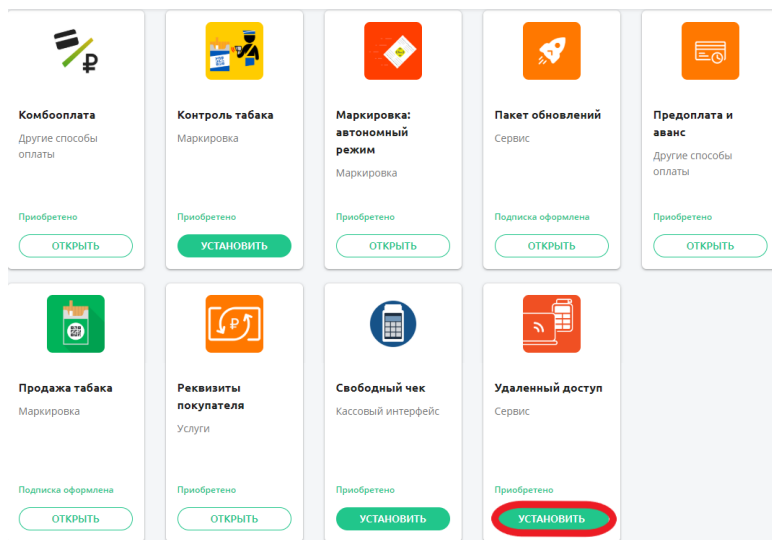 Комбооплата
Другие способы
оплаты
Приобретено
ОТКРЫТЬ
Контроль табака
Маркировка
Приобретено
УСТАНОВИТЬ
Маркировка:
автономный
режим
Маркировка
Приобретено
ОТКРЫТЬ
Пакет обновлений
Сервис
Подписка оформлена
ОТКРЫТЬ
Предоплата и
аванс
Другие способы
оплаты
Приобретено
ОТКРЫТЬ
Продажа табака
Маркировка
Подписка оформлена
ОТКРЫТЬ
Реквизиты
покупателя
Услуги
Приобретено
ОТКРЫТЬ
Свободный чек
Кассовый интерфейс
Приобретено
УСТАНОВИТЬ
Удаленный доступ
Сервис
Приобретено
УСТАНОВИТЬ